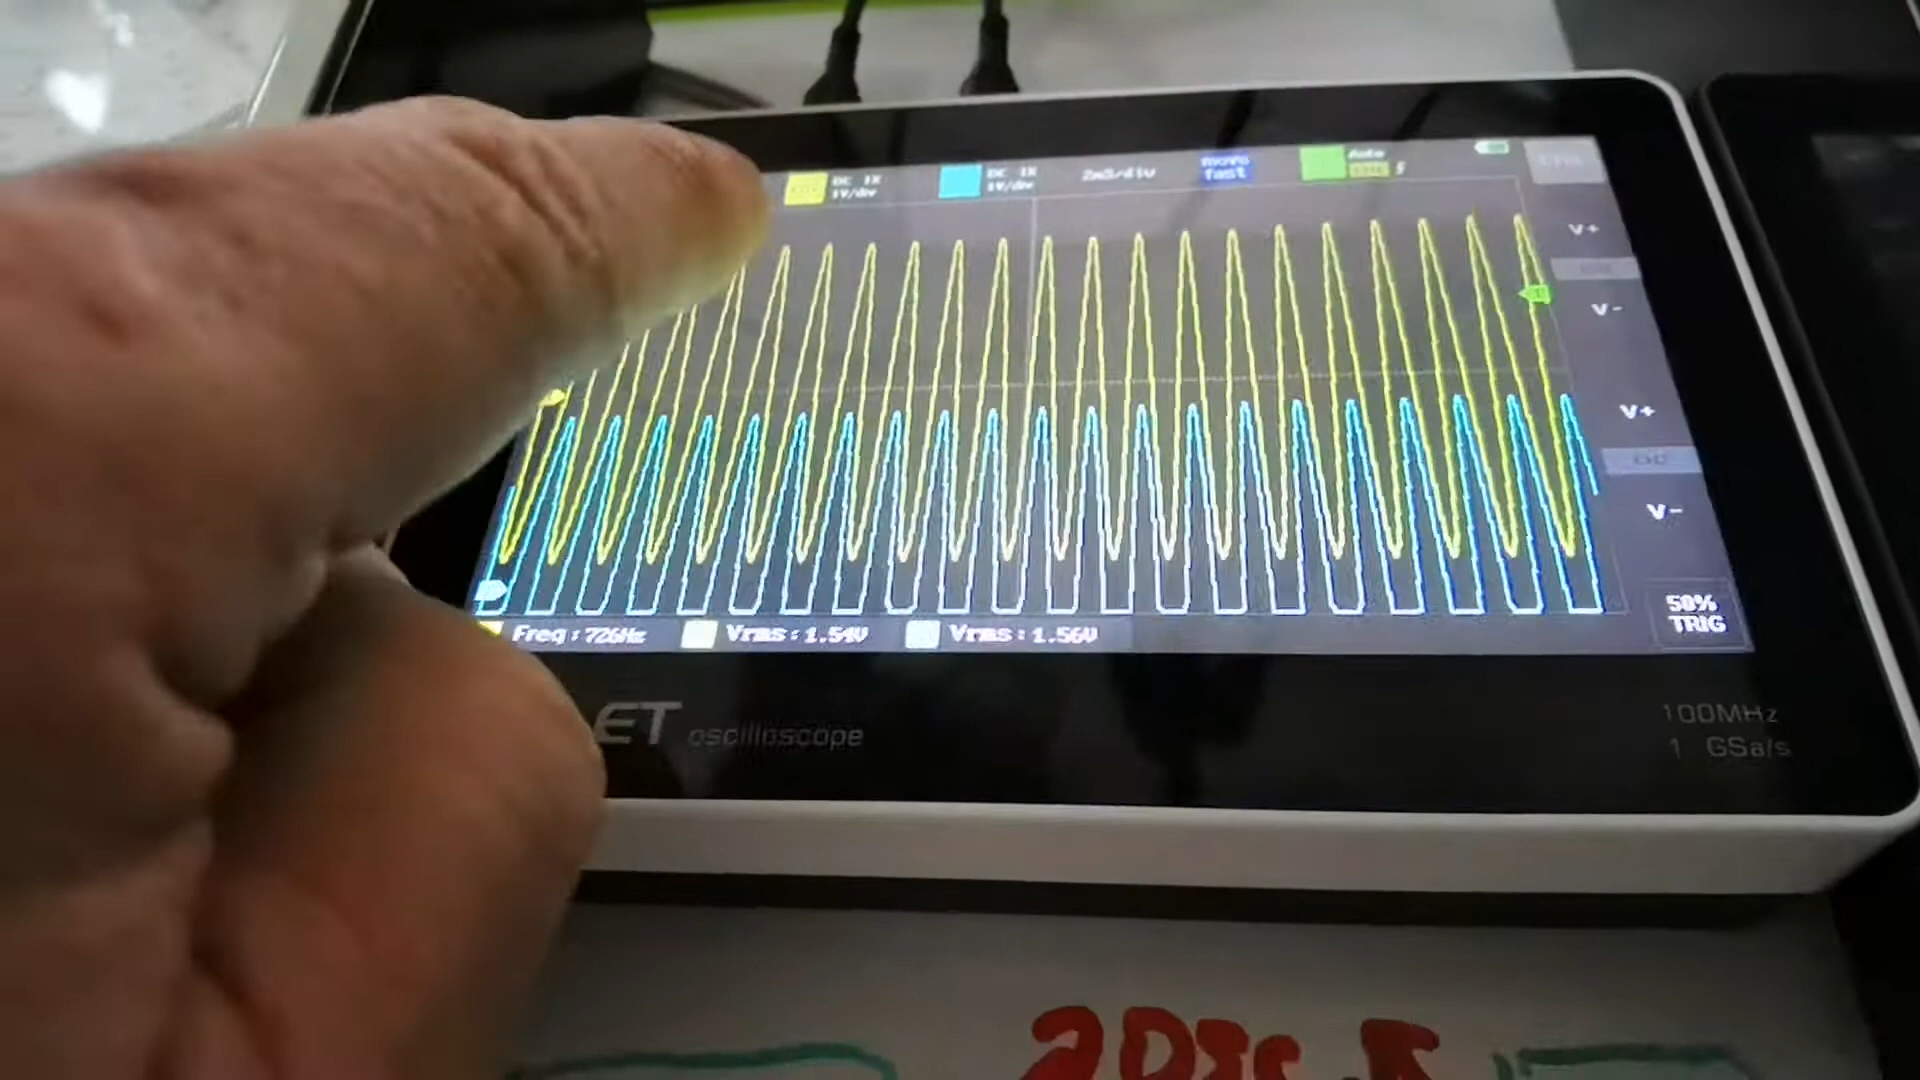 DC 1X
1V/div
DC 1X
1V/div
2mS/div
move
fast
Auto
V+
V-
V+
V-
50%
TRIG
Freq:726Hz
Vrms:1.54V
Vrms:1.56V
ET oscilloscope
100MHz
1 GSa/s